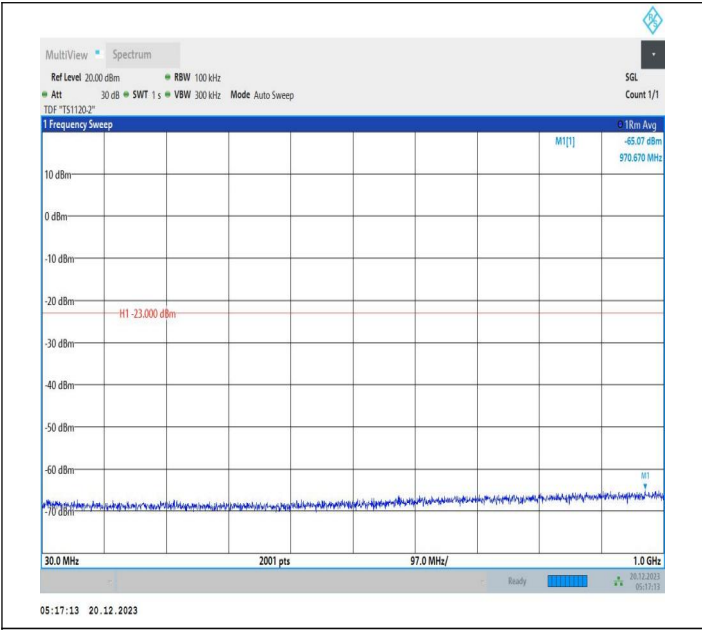 MultiView Spectrum
Ref Level 20.00 dBm RBW 100 kHz SGL
Att 30 dB SWT 1 s VBW 300 kHz Mode Auto Sweep Count 1/1
TDF "TS1120-2"
1 Frequency Sweep 1Rm Avg
M1[1] -65.07 dBm
970.670 MHz
10 dBm
0 dBm
-10 dBm
-20 dBm
H1 -23.000 dBm
-30 dBm
-40 dBm
-50 dBm
-60 dBm
M1
-70 dBm
30.0 MHz 2001 pts 97.0 MHz/ 1.0 GHz
Ready 20.12.2023
05:17:13
05:17:13 20.12.2023